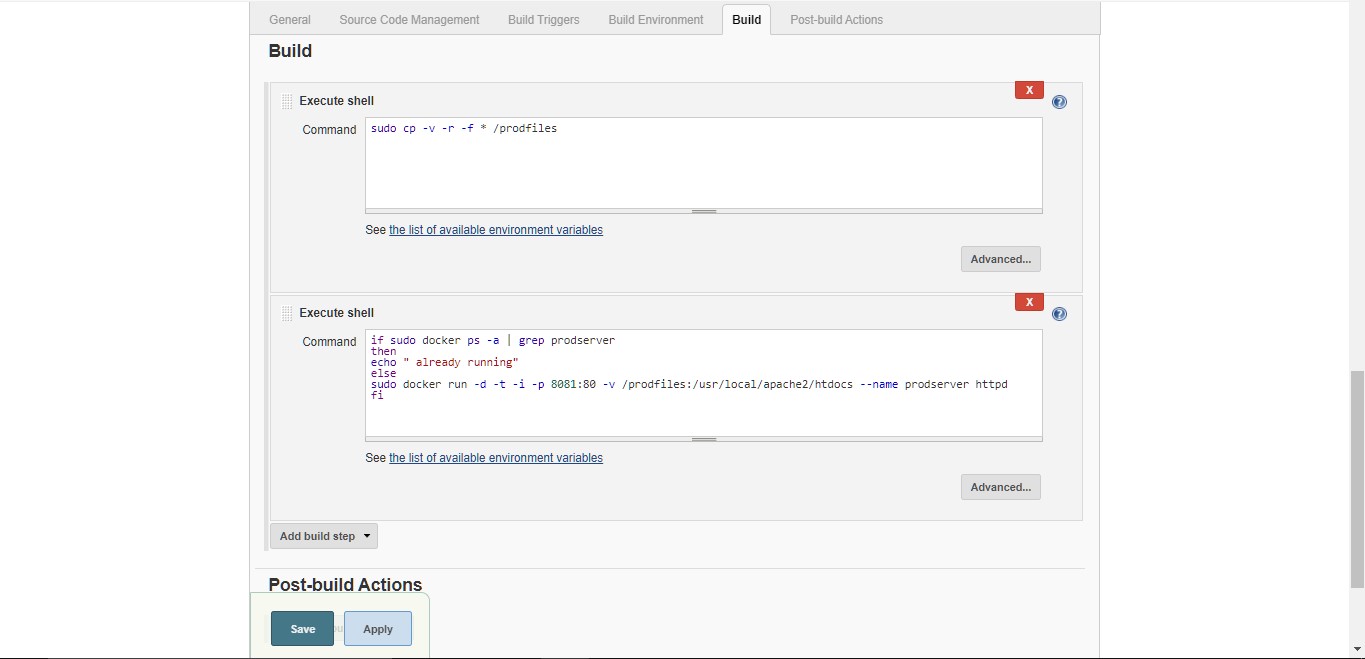 General Source Code Management Build Triggers Build Environment Build Post-build Actions
Build
X
Execute shell
Command sudo cp -v -r -f * /prodfiles
See the list of available environment variables
Advanced...
X
Execute shell
Command if sudo docker ps -a | grep prodserver
then
echo " already running"
else
sudo docker run -d -t -i -p 8081:80 -v /prodfiles:/usr/local/apache2/htdocs --name prodserver httpd
fi
See the list of available environment variables
Advanced...
Add build step
Post-build Actions
Save Apply